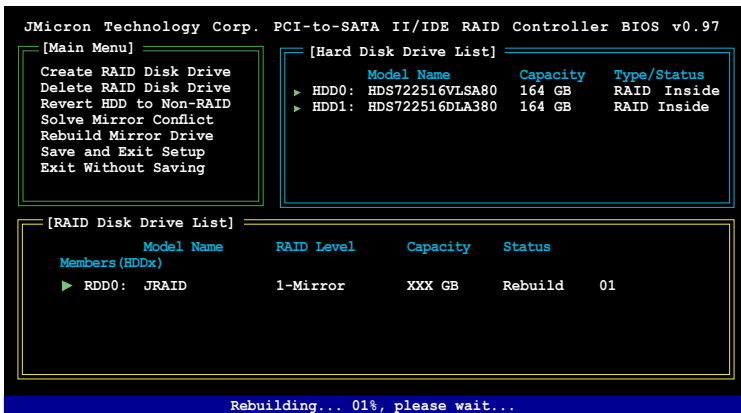 JMicron Technology Corp. PCI-to-SATA II/IDE RAID Controller BIOS v0.97
[Main Menu]
Create RAID Disk Drive
Delete RAID Disk Drive
Revert HDD to Non-RAID
Solve Mirror Conflict
Rebuild Mirror Drive
Save and Exit Setup
Exit Without Saving
[Hard Disk Drive List]
Model Name Capacity Type/Status
HDD0: HDS722516VLSA80 164 GB RAID Inside
HDD1: HDS722516DLA380 164 GB RAID Inside
[RAID Disk Drive List]
Model Name RAID Level Capacity Status
Members(HDDx)
RDD0: JRAID 1-Mirror XXX GB Rebuild 01
Rebuilding... 01%, please wait...